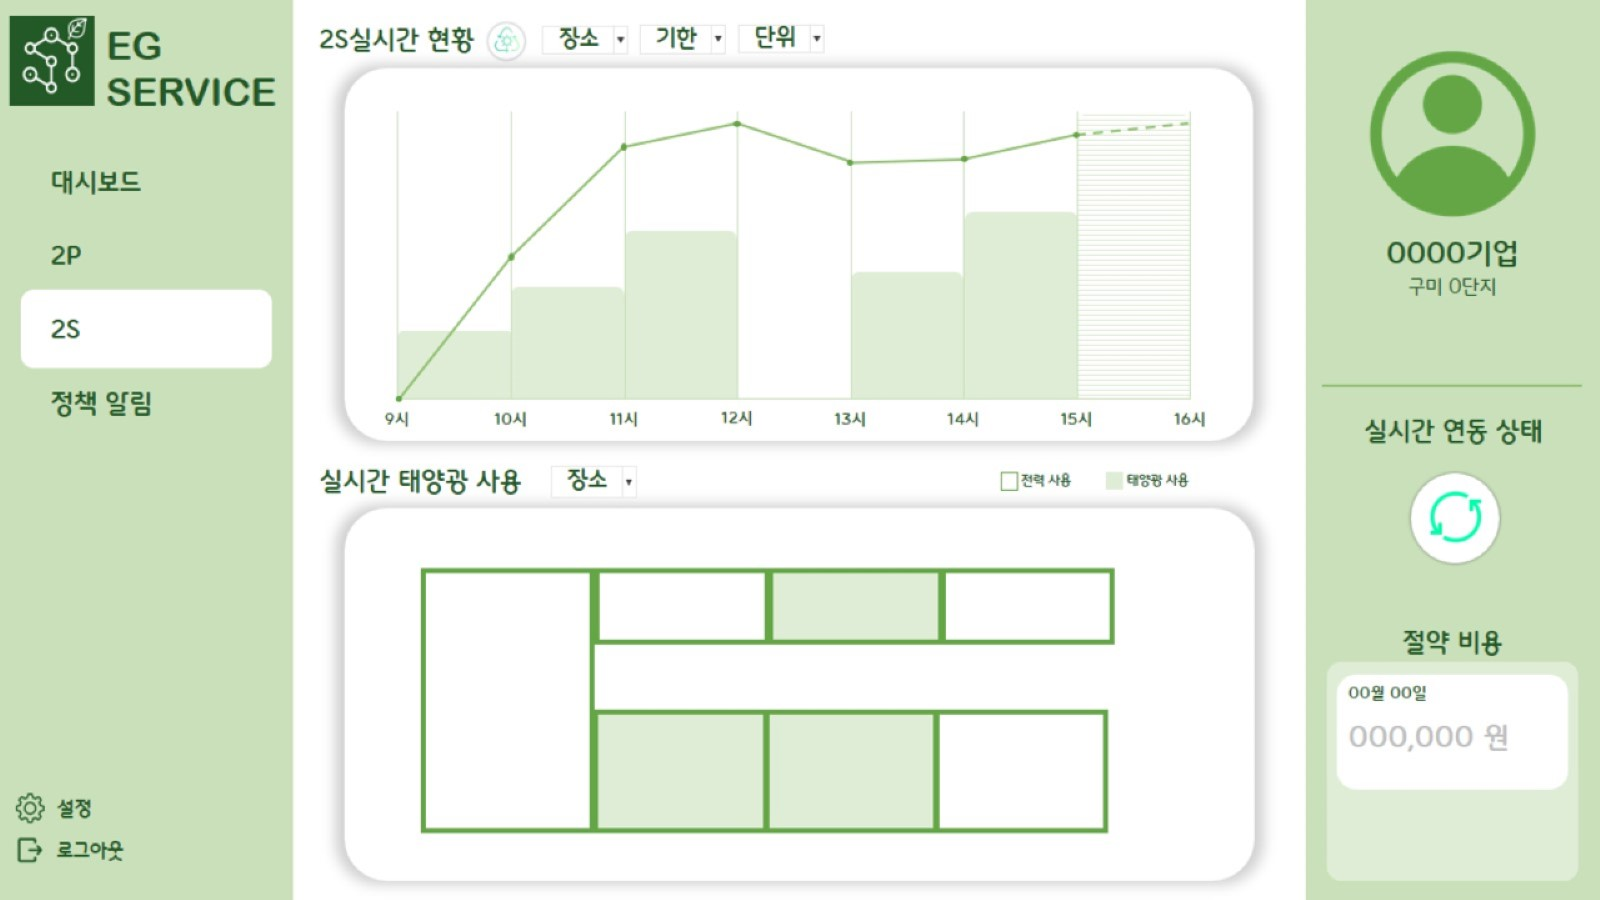 EG
SERVICE
대시보드
2P
2S
정책 알림
설정
로그아웃
2S실시간 현황
장소
기한
단위
9시
10시
11시
12시
13시
14시
15시
16시
실시간 태양광 사용
장소
전력 사용
태양광 사용
0000기업
구미 0단지
실시간 연동 상태
절약 비용
00월 00일
000,000 원